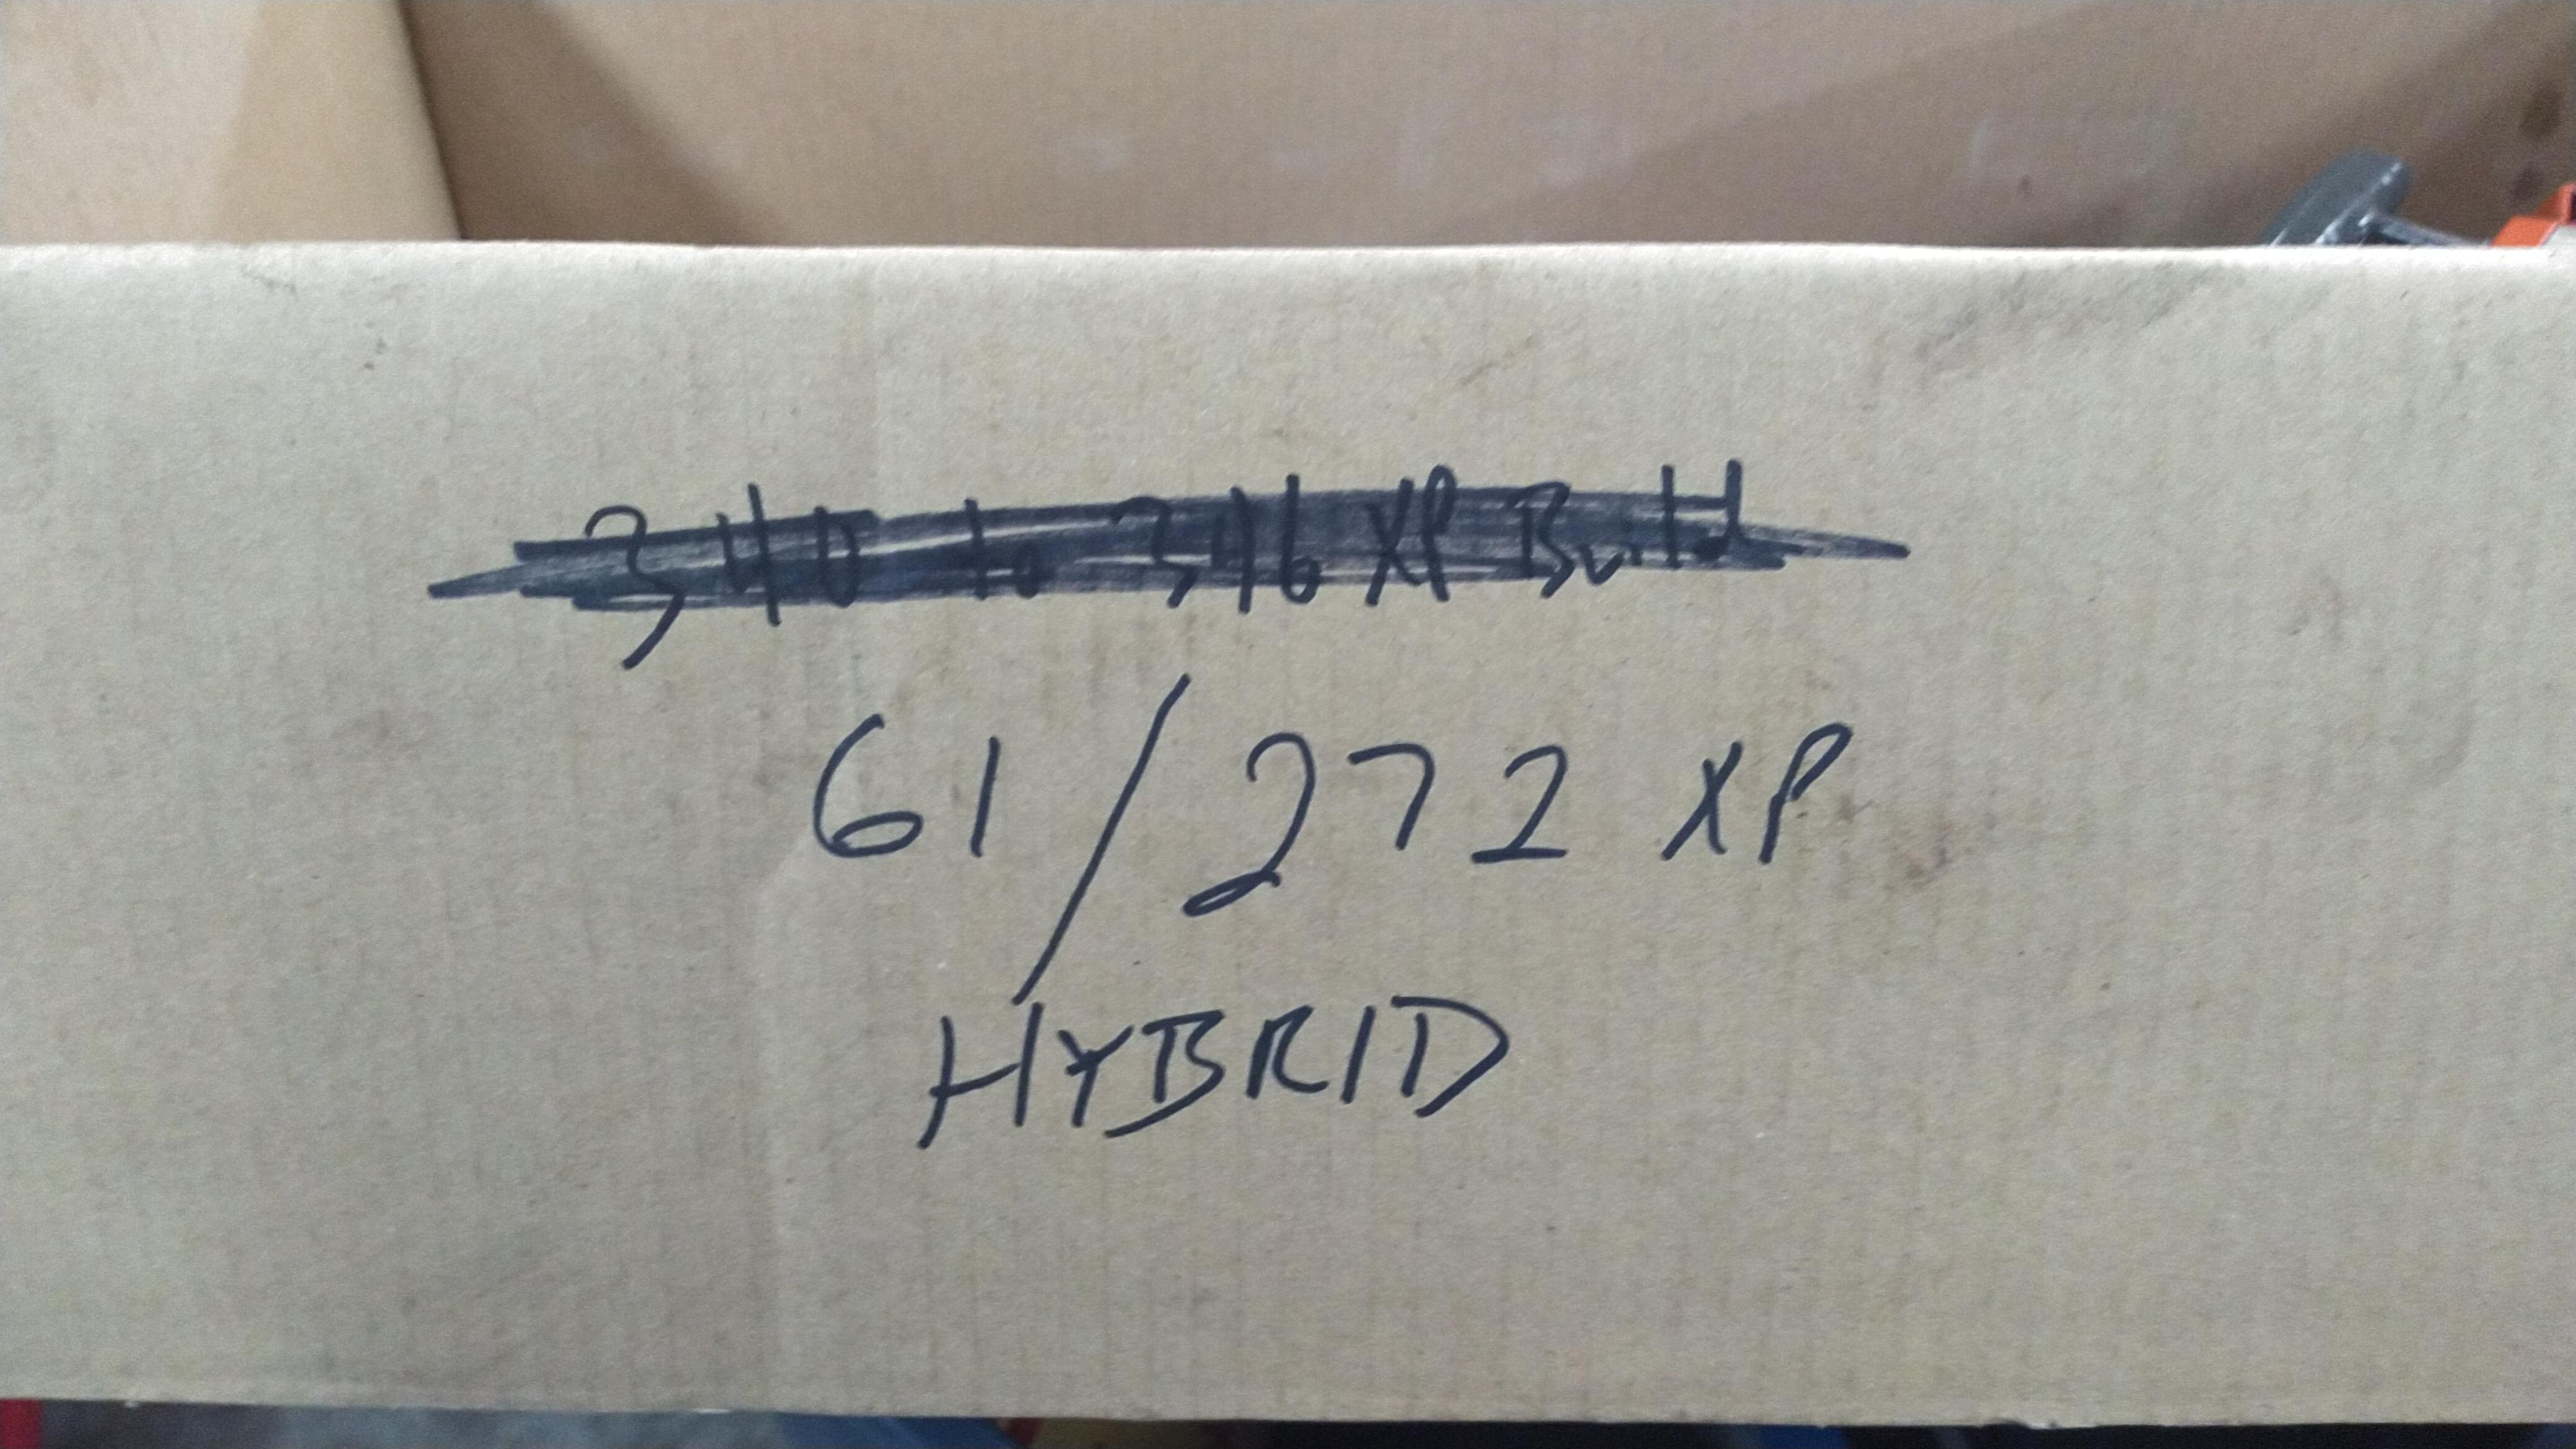 340 to 346 XP Build
61/272 XP
HYBRID